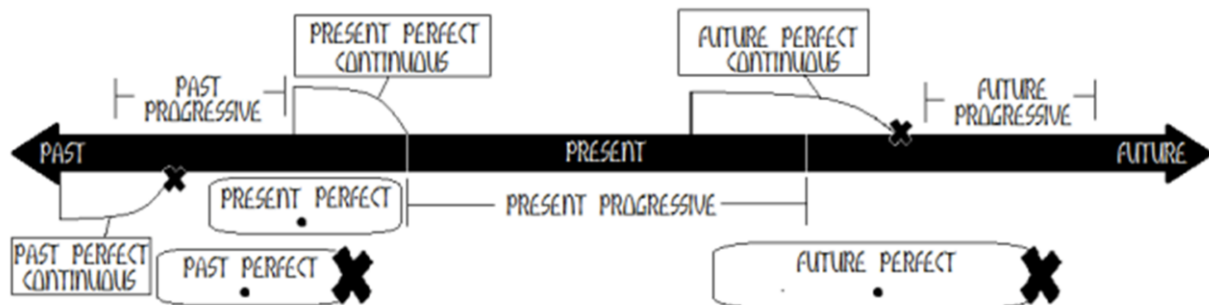 PRESENT PERFECT
CONTINUOUS
FUTURE PERFECT
CONTINUOUS
PAST
PROGRESSIVE
FUTURE
PROGRESSIVE
PAST
PRESENT
FUTURE
PRESENT PERFECT
PRESENT PROGRESSIVE
PAST PERFECT
CONTINUOUS
PAST PERFECT
FUTURE PERFECT